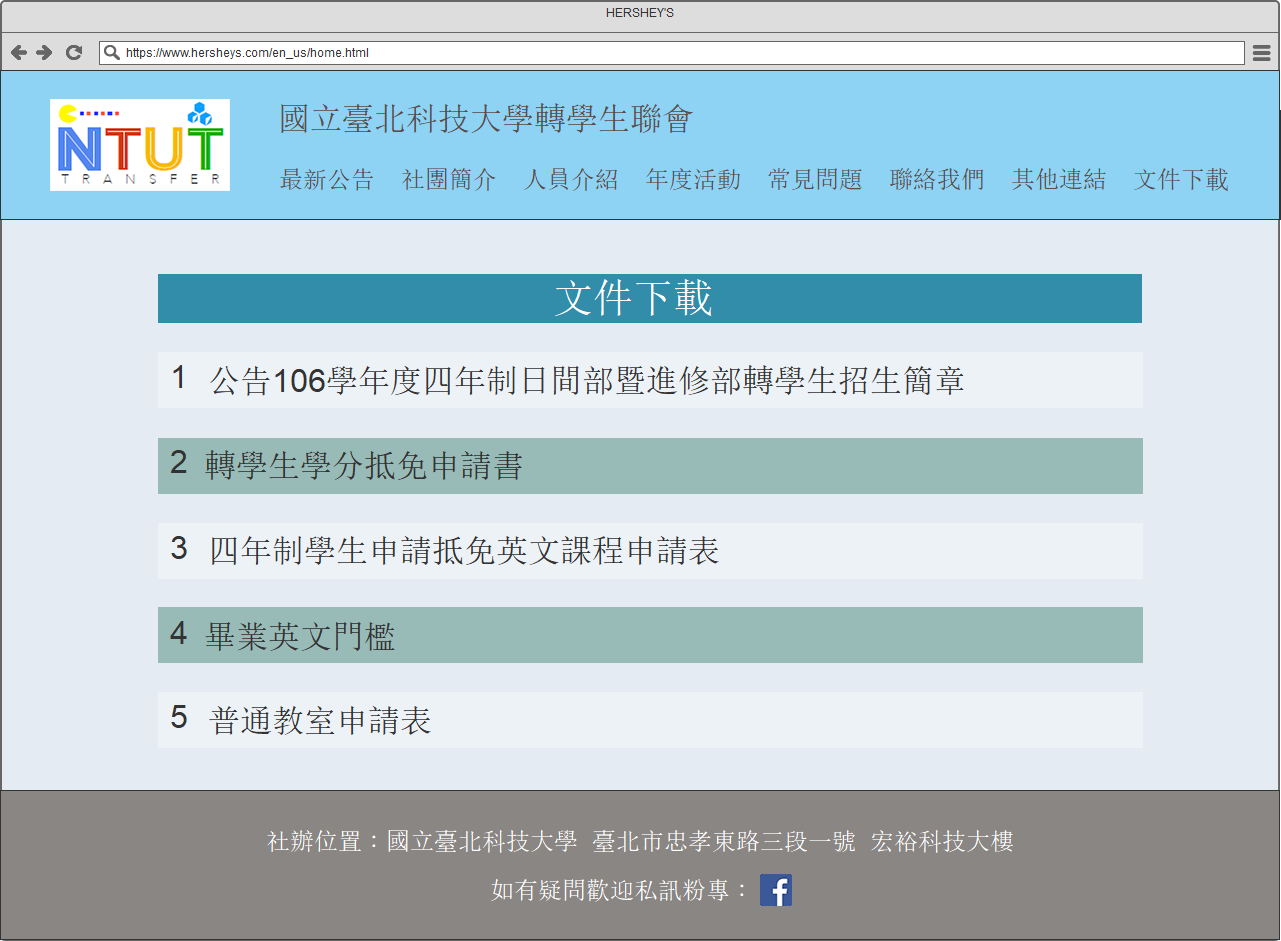 HERSHEY'S
https://www.hersheys.com/en_us/home.html
NTUT
TRANSFER
國立臺北科技大學轉學生聯會
最新公告 社團簡介 人員介紹 年度活動 常見問題 聯絡我們 其他連結 文件下載
文件下載
1 公告106學年度四年制日間部暨進修部轉學生招生簡章
2 轉學生學分抵免申請書
3 四年制學生申請抵免英文課程申請表
4 畢業英文門檻
5 普通教室申請表
社辦位置：國立臺北科技大學 臺北市忠孝東路三段一號 宏裕科技大樓
如有疑問歡迎私訊粉專：